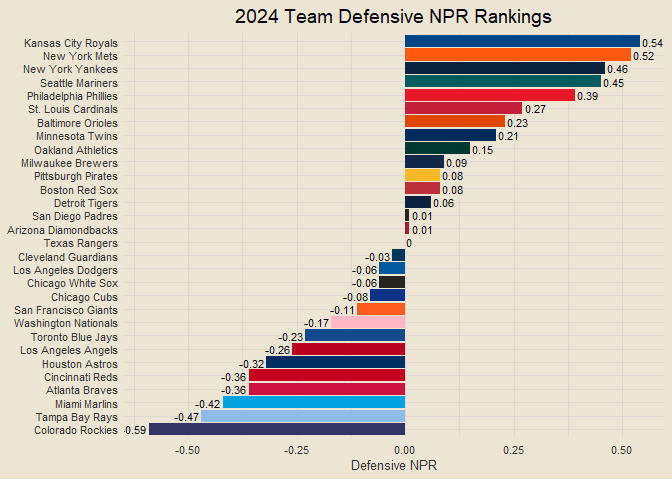 2024 Team Defensive NPR Rankings
Kansas City Royals 0.54
New York Mets 0.52
New York Yankees 0.46
Seattle Mariners 0.45
Philadelphia Phillies 0.39
St. Louis Cardinals 0.27
Baltimore Orioles 0.23
Minnesota Twins 0.21
Oakland Athletics 0.15
Milwaukee Brewers 0.09
Pittsburgh Pirates 0.08
Boston Red Sox 0.08
Detroit Tigers 0.06
San Diego Padres 0.01
Arizona Diamondbacks 0.01
Texas Rangers 0
Cleveland Guardians -0.03
Los Angeles Dodgers -0.06
Chicago White Sox -0.06
Chicago Cubs -0.08
San Francisco Giants -0.11
Washington Nationals -0.17
Toronto Blue Jays -0.23
Los Angeles Angels -0.26
Houston Astros -0.32
Cincinnati Reds -0.36
Atlanta Braves -0.36
Miami Marlins -0.42
Tampa Bay Rays -0.47
Colorado Rockies -0.59
-0.50 -0.25 0.00 0.25 0.50
Defensive NPR